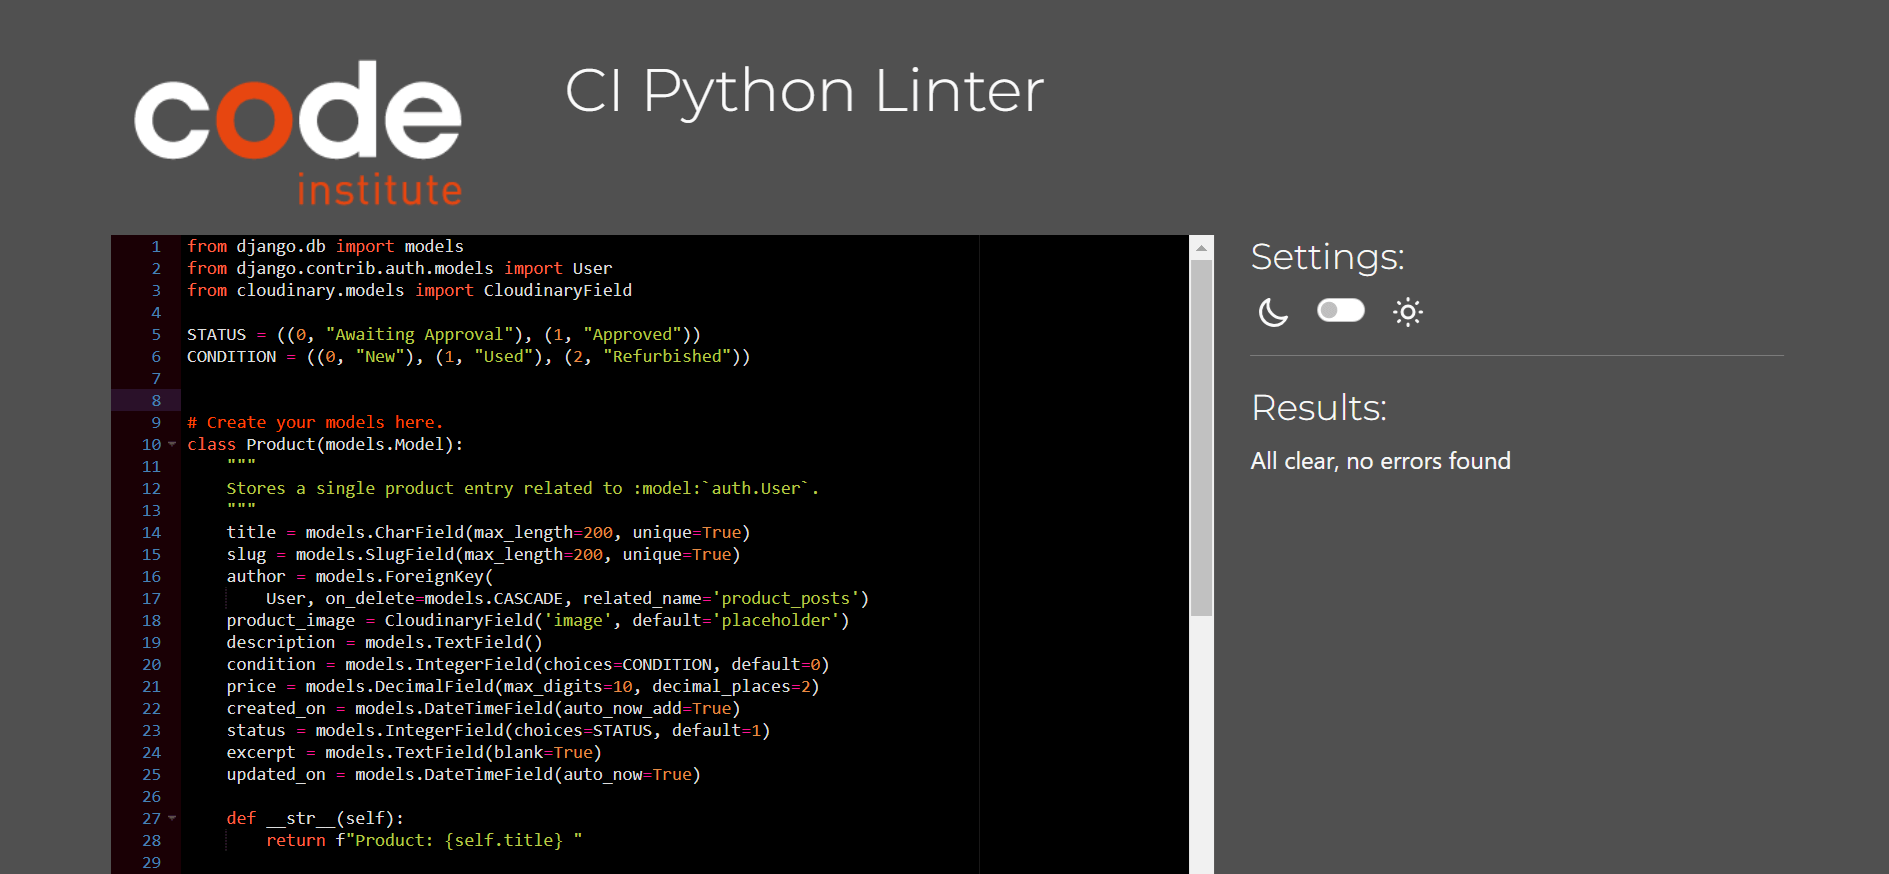 code
institute
CI Python Linter
1 from django.db import models
2 from django.contrib.auth.models import User
3 from cloudinary.models import CloudinaryField
4
5 STATUS = ((0, "Awaiting Approval"), (1, "Approved"))
6 CONDITION = ((0, "New"), (1, "Used"), (2, "Refurbished"))
7
8
9 # Create your models here.
10 class Product(models.Model):
11     """
12     Stores a single product entry related to :model:`auth.User`.
13     """
14     title = models.CharField(max_length=200, unique=True)
15     slug = models.SlugField(max_length=200, unique=True)
16     author = models.ForeignKey(
17         User, on_delete=models.CASCADE, related_name='product_posts')
18     product_image = CloudinaryField('image', default='placeholder')
19     description = models.TextField()
20     condition = models.IntegerField(choices=CONDITION, default=0)
21     price = models.DecimalField(max_digits=10, decimal_places=2)
22     created_on = models.DateTimeField(auto_now_add=True)
23     status = models.IntegerField(choices=STATUS, default=1)
24     excerpt = models.TextField(blank=True)
25     updated_on = models.DateTimeField(auto_now=True)
26
27     def __str__(self):
28         return f"Product: {self.title} "
29
Settings:
Results:
All clear, no errors found